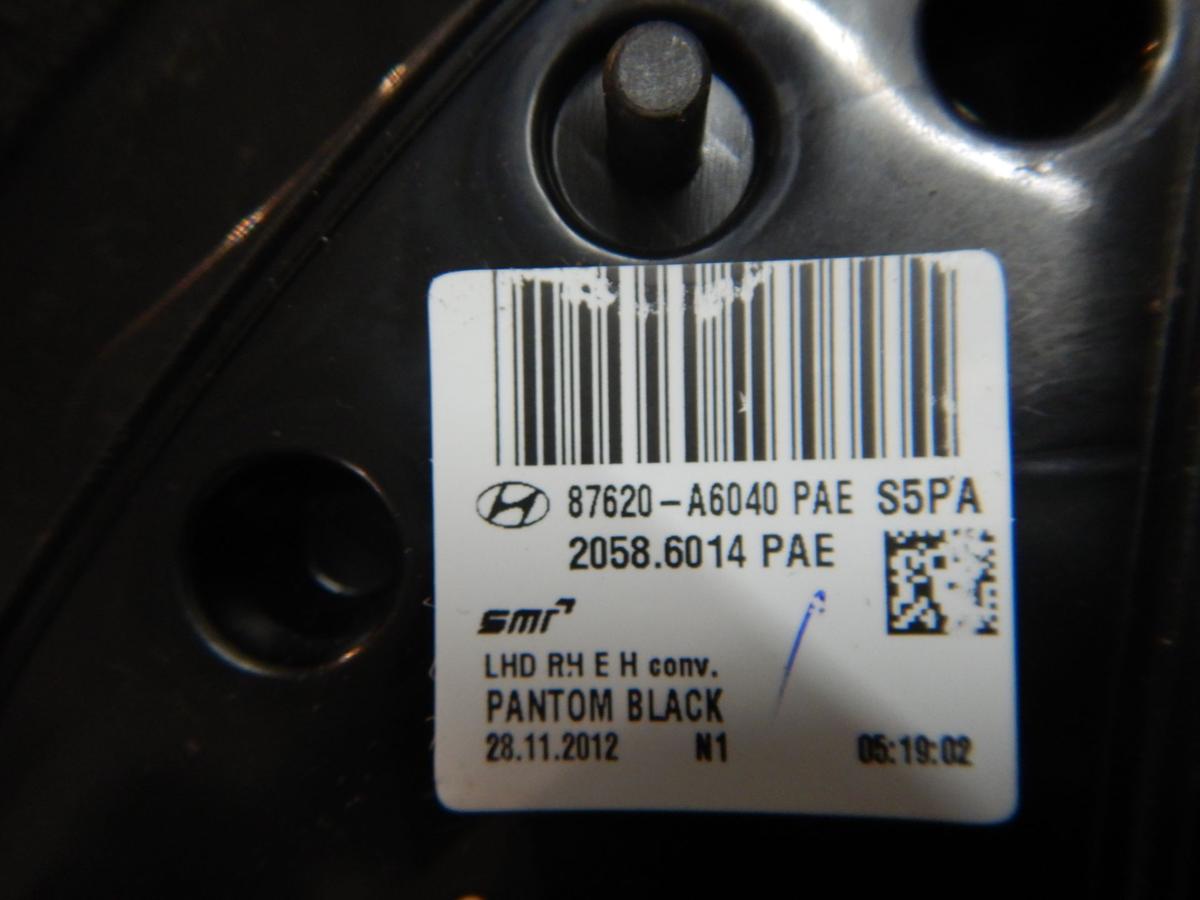 87620-A6040 PAE S5PA
2058.6014 PAE
smr
LHD RH E H conv.
PANTOM BLACK
28.11.2012 N1 05:19:02